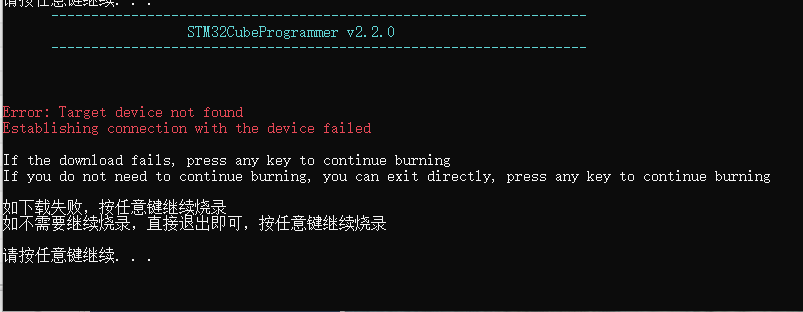 请按任意键继续. . .
-------------------------------------------------------------------
STM32CubeProgrammer v2.2.0
-------------------------------------------------------------------
Error: Target device not found
Establishing connection with the device failed
If the download fails, press any key to continue burning
If you do not need to continue burning, you can exit directly, press any key to continue burning
如下载失败，按任意键继续烧录
如不需要继续烧录，直接退出即可，按任意键继续烧录
请按任意键继续. . .